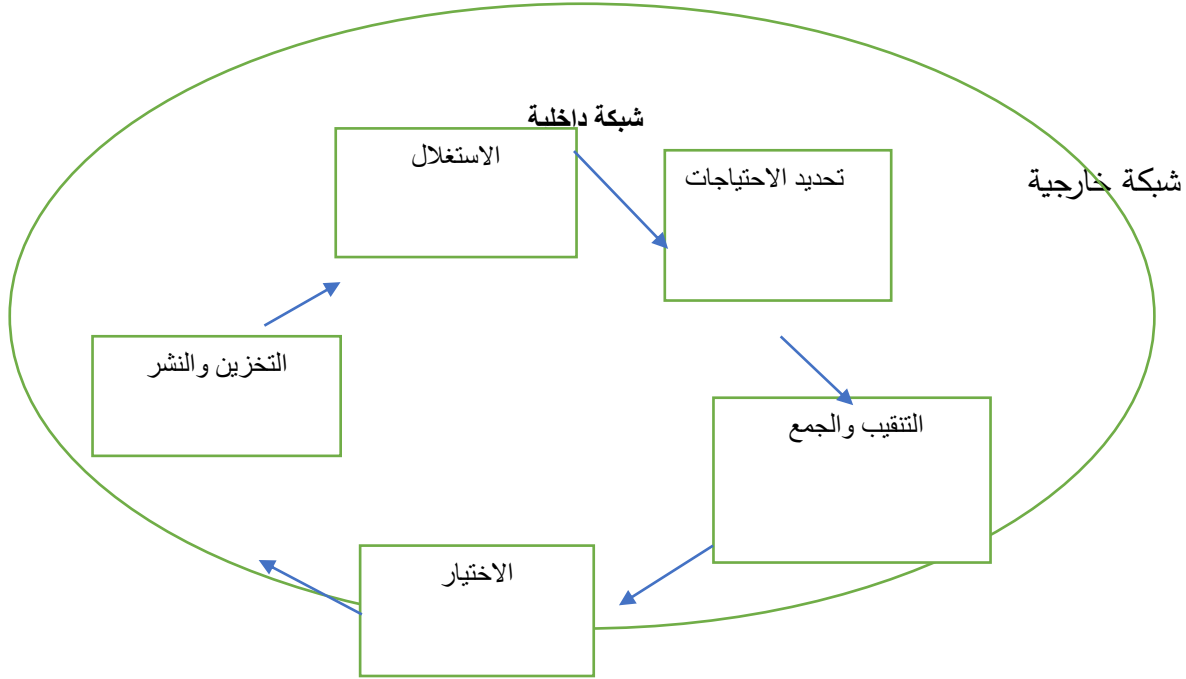 شبكة داخلية
الاستغلال
تحديد الاحتياجات
شبكة خارجية
التخزين والنشر
التنقيب والجمع
الاختيار